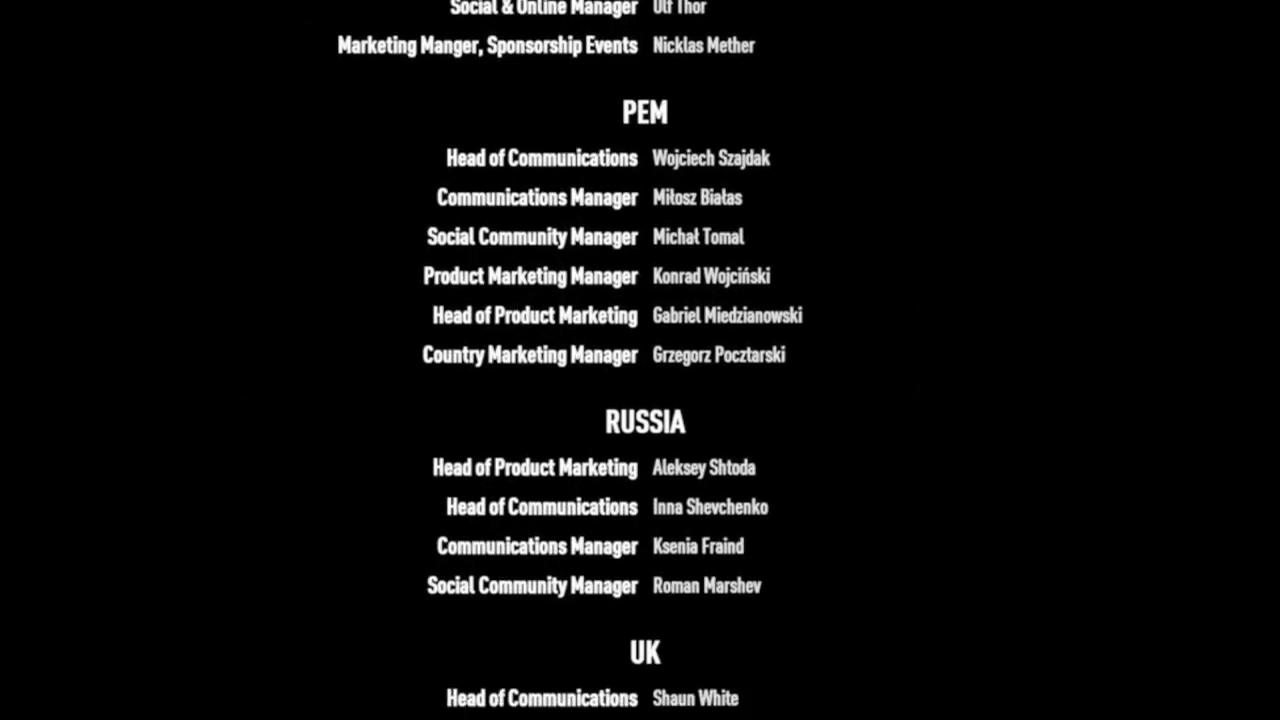 Social & Online Manager Ulf Thor
Marketing Manger, Sponsorship Events Nicklas Mether
PEM
Head of Communications Wojciech Szajdak
Communications Manager Miłosz Białas
Social Community Manager Michał Tomal
Product Marketing Manager Konrad Wojciński
Head of Product Marketing Gabriel Miedzianowski
Country Marketing Manager Grzegorz Pocztarski
RUSSIA
Head of Product Marketing Aleksey Shtoda
Head of Communications Inna Shevchenko
Communications Manager Ksenia Fraind
Social Community Manager Roman Marshev
UK
Head of Communications Shaun White